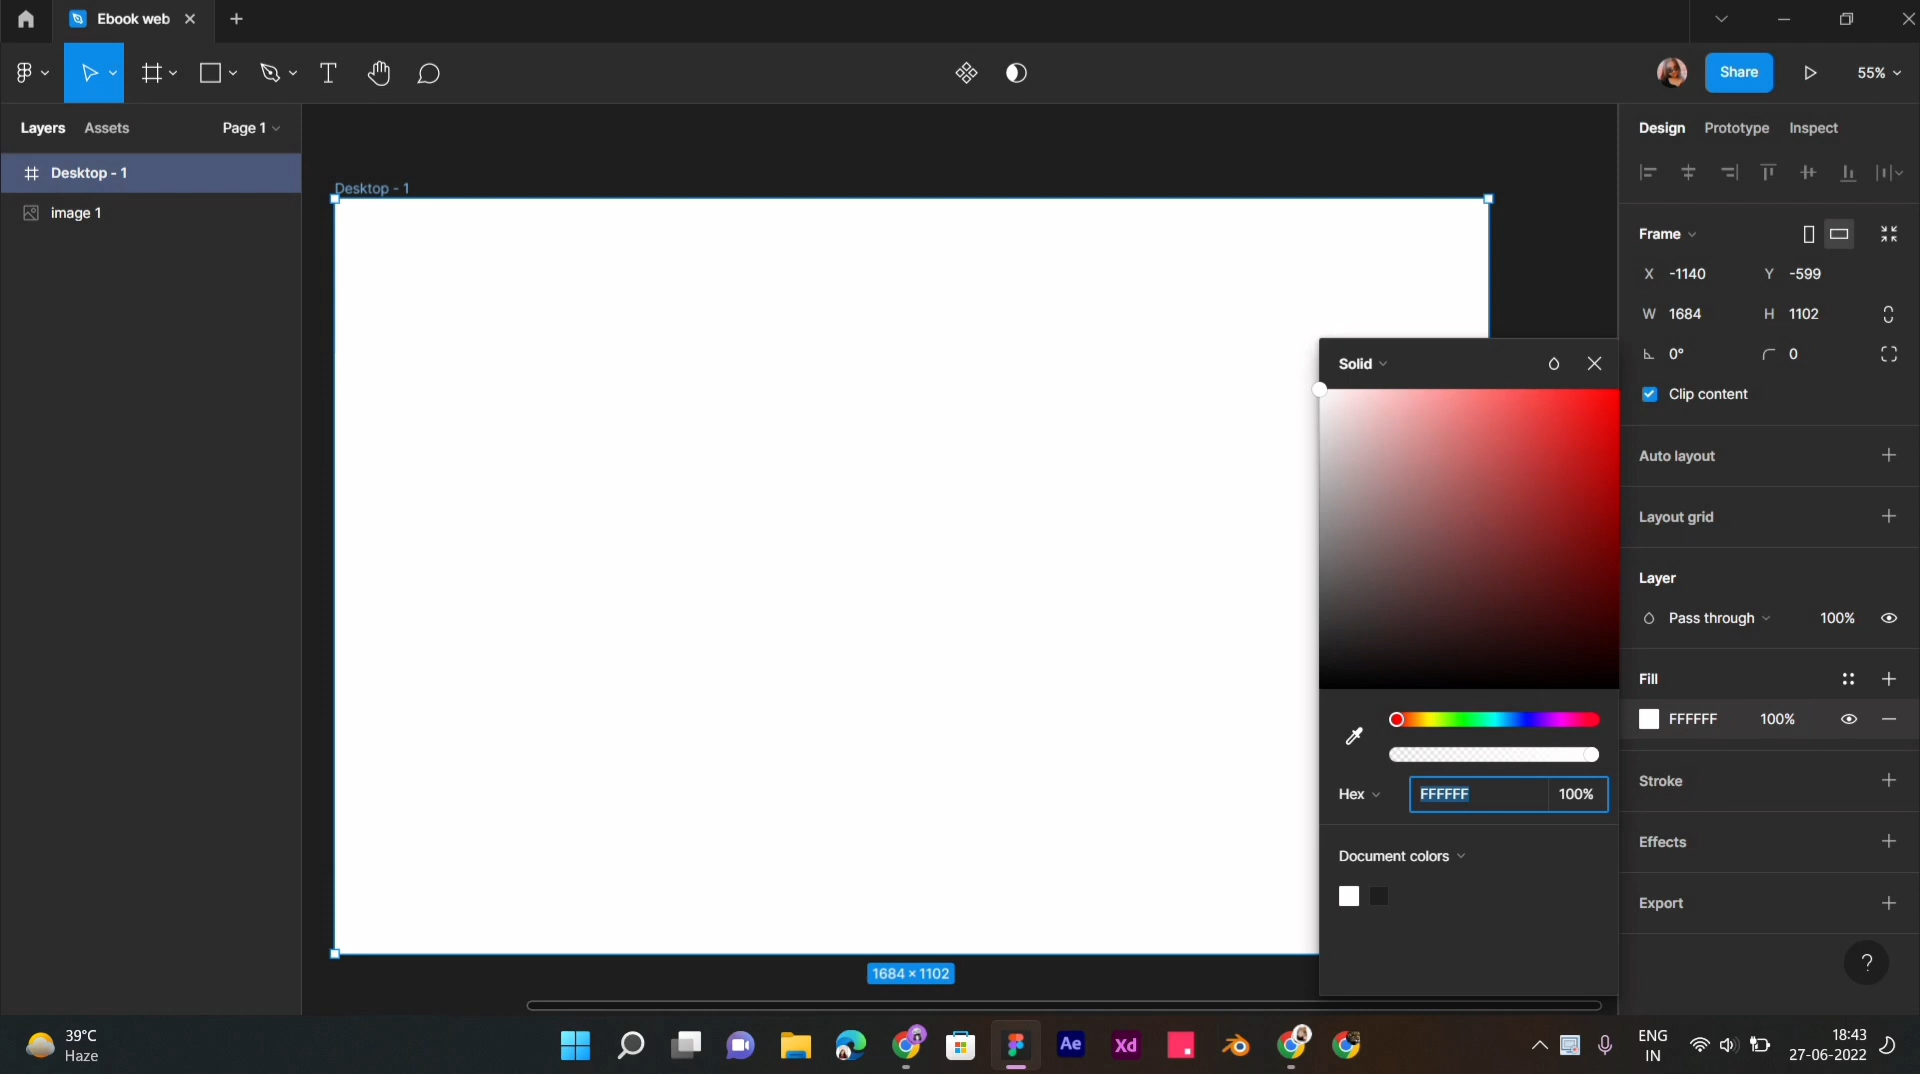 Ebook web
Share
55%
Layers Assets Page 1
Design Prototype Inspect
Desktop - 1
image 1
Desktop - 1
Frame
X -1140 Y -599
W 1684 H 1102
0° 0
Clip content
Auto layout
Layout grid
Layer
Pass through 100%
Fill
FFFFFF 100%
Stroke
Effects
Export
?
Solid
Hex FFFFFF 100%
Document colors
1684 × 1102
39°C
Haze
Ae
Xd
ENG
IN
18:43
27-06-2022